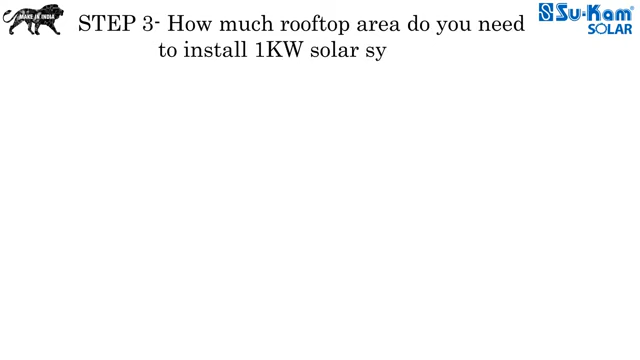 MAKE IN INDIA
STEP 3- How much rooftop area do you need
to install 1KW solar sy
Su-Kam
SOLAR